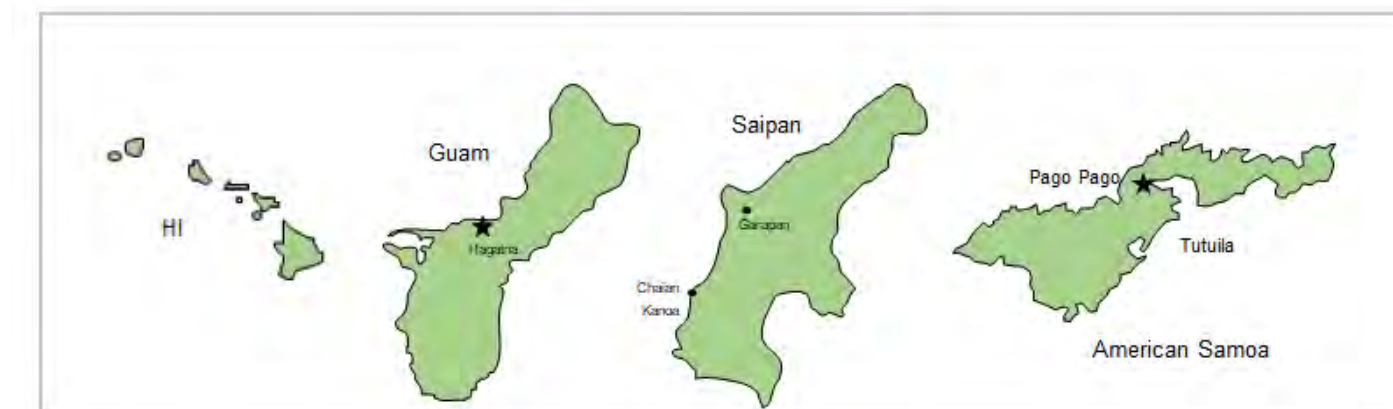 HI
Guam
Hagatna
Saipan
Garapan
Chalan
Kanoa
Pago Pago
Tutuila
American Samoa